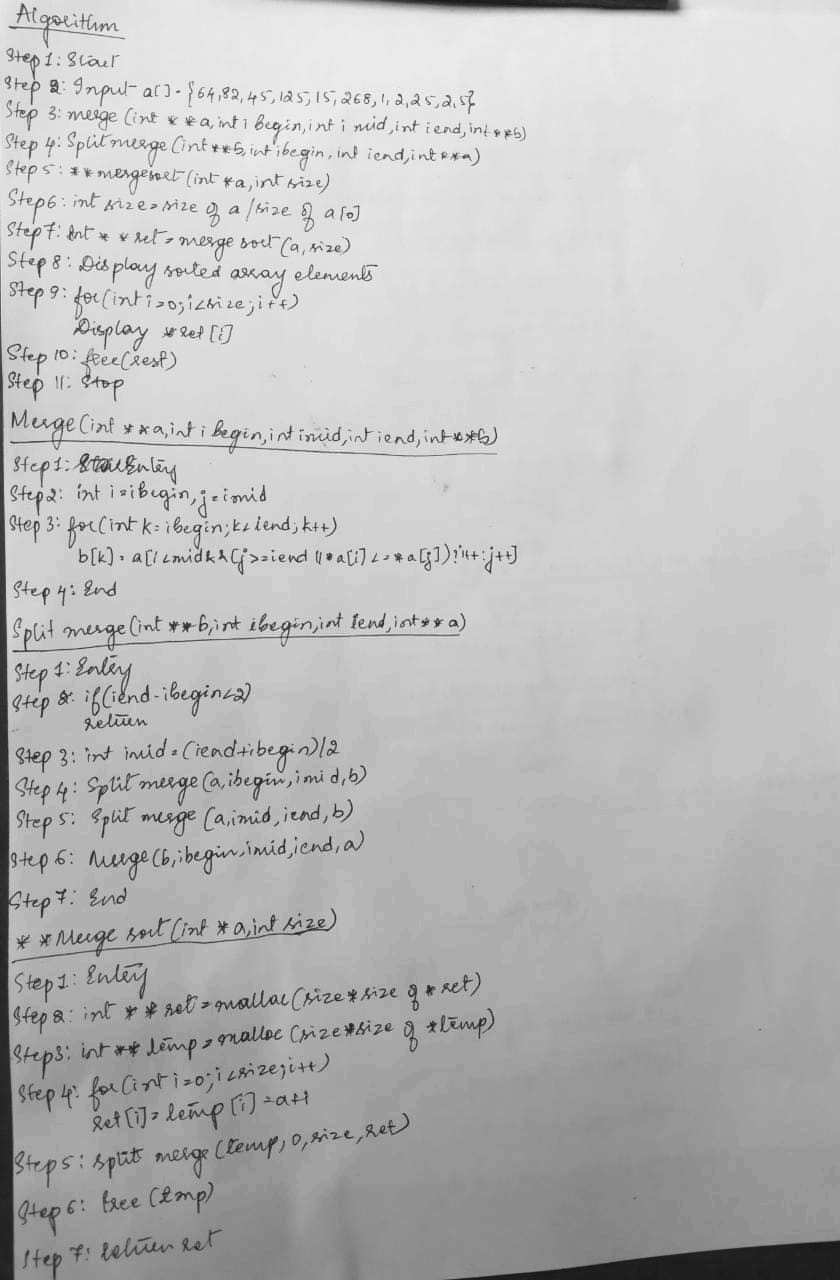 Algorithm
Step 1: Start
Step 2: Input a[] = {64,82,45,125,15,268,1,2,25,2,5}
Step 3: merge (int **a,int i begin,int i mid,int iend,int **b)
Step 4: Split merge (int **b,int ibegin, int iend,int **a)
Step 5: **mergesort (int *a,int size)
Step 6: int size = size of a / size of a[0]
Step 7: Int **ret = merge sort (a, size)
Step 8: Display sorted array elements
Step 9: for(int i=0;i<size;i++)
Display *ret[i]
Step 10: free(rest)
Step 11: Stop
Merge(int **a,int i begin,int imid,int iend,int **b)
Step 1: Entry
Step 2: int i=ibegin, j=imid
Step 3: for(int k=ibegin;k<iend;k++)
b[k] = a[i<mid&&(j>=iend ||*a[i]<=*a[j])?i++:j++]
Step 4: End
Split merge(int **b,int ibegin,int iend,int** a)
Step 1: Entry
Step 2: if(iend-ibegin<2)
return
Step 3: int imid=(iend+ibegin)/2
Step 4: Split merge(a,ibegin,imid,b)
Step 5: Split merge (a,imid,iend,b)
Step 6: Merge(b,ibegin,imid,iend,a)
Step 7: End
**Merge sort(int *a,int size)
Step 1: Entry
Step 2: int **ret=malloc(size*size of *ret)
Step 3: int **temp=malloc (size*size of *temp)
Step 4: for(int i=0;i<size;i++)
ret[i]=temp[i]=a+i
Step 5: split merge (temp, 0,size,ret)
Step 6: free (tmp)
Step 7: return ret